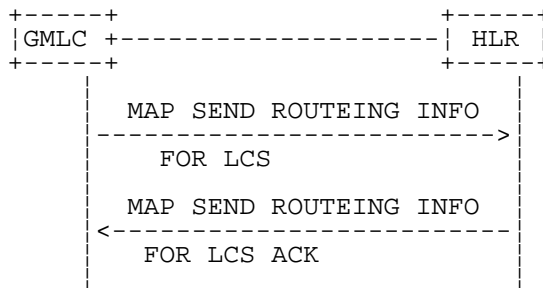 GMLC HLR
MAP SEND ROUTEING INFO
FOR LCS
MAP SEND ROUTEING INFO
FOR LCS ACK